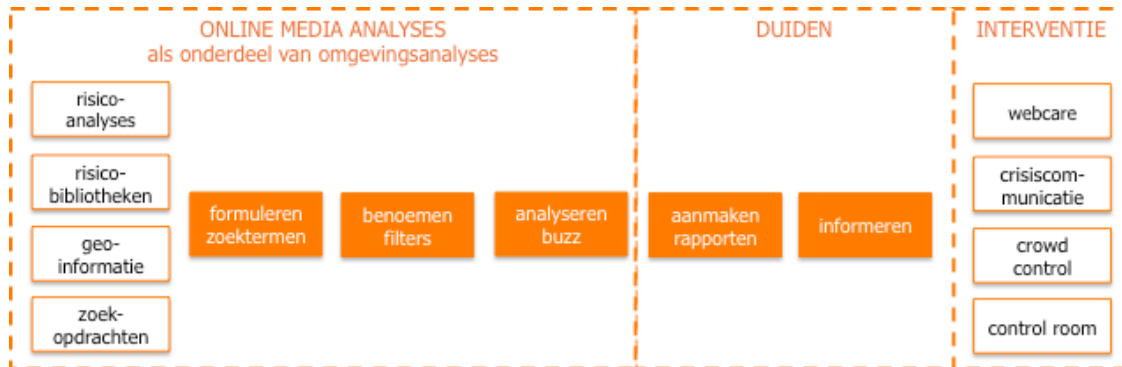 ONLINE MEDIA ANALYSES
als onderdeel van omgevingsanalyses
DUIDEN
INTERVENTIE
risico-
analyses
risico-
bibliotheken
geo-
informatie
zoek-
opdrachten
formuleren
zoektermen
benoemen
filters
analyseren
buzz
aanmaken
rapporten
informeren
webcare
crisiscom-
municatie
crowd
control
control room